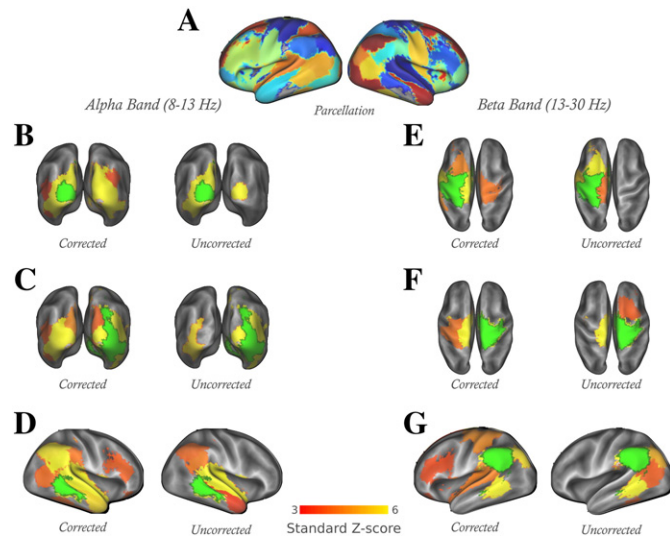 A
Alpha Band (8-13 Hz)
Parcellation
Beta Band (13-30 Hz)
B
Corrected
Uncorrected
E
Corrected
Uncorrected
C
Corrected
Uncorrected
F
Corrected
Uncorrected
D
Corrected
Uncorrected
3
6
Standard Z-score
G
Corrected
Uncorrected